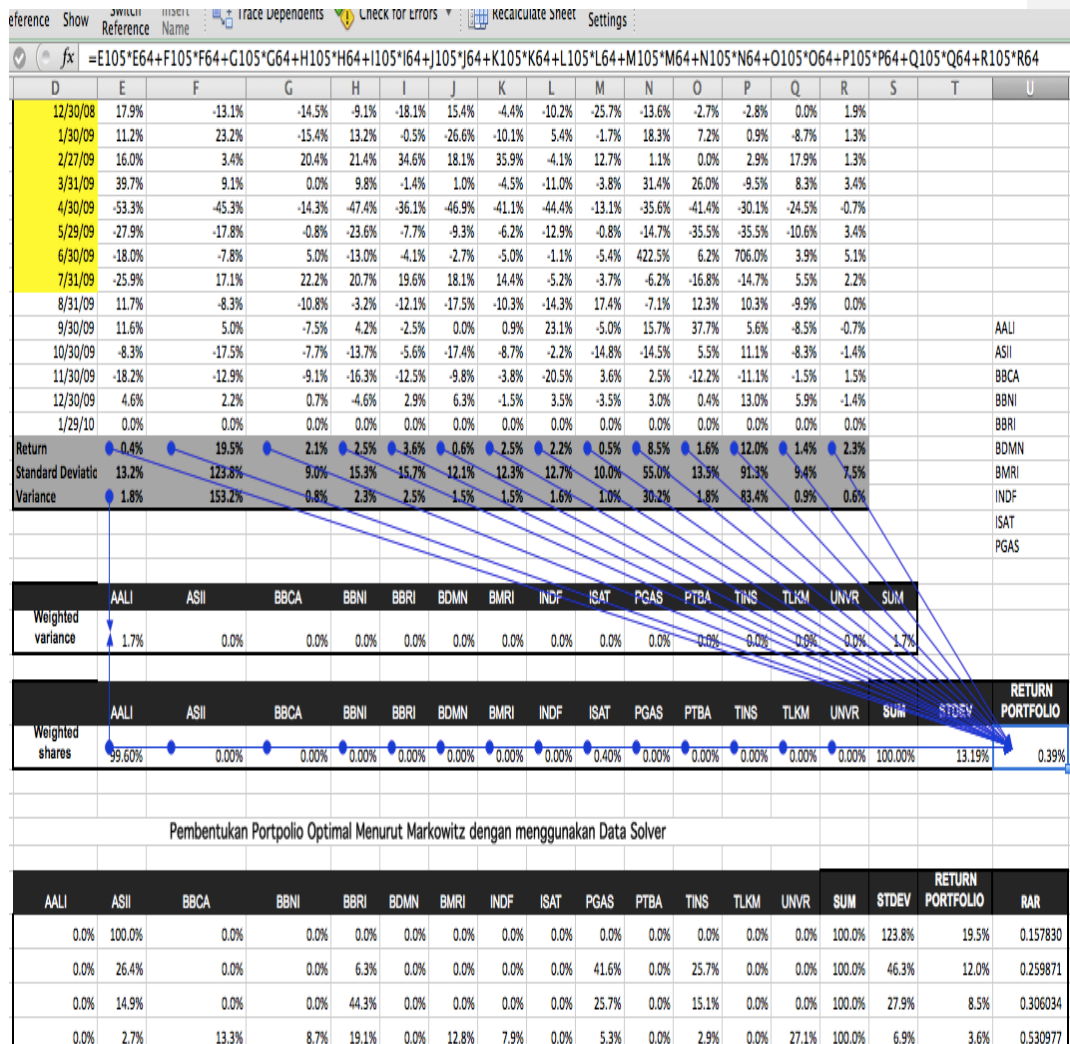 eference Show Switch Reference Insert Name Trace Dependents Check for Errors Recalculate Sheet Settings
fx =E105*E64+F105*F64+G105*G64+H105*H64+I105*I64+J105*J64+K105*K64+L105*L64+M105*M64+N105*N64+O105*O64+P105*P64+Q105*Q64+R105*R64
D E F G H I J K L M N O P Q R S T U
12/30/08 17.9% -13.1% -14.5% -9.1% -18.1% 15.4% -4.4% -10.2% -25.7% -13.6% -2.7% -2.8% 0.0% 1.9%
1/30/09 11.2% 23.2% -15.4% 13.2% -0.5% -26.6% -10.1% 5.4% -1.7% 18.3% 7.2% 0.9% -8.7% 1.3%
2/27/09 16.0% 3.4% 20.4% 21.4% 34.6% 18.1% 35.9% -4.1% 12.7% 1.1% 0.0% 2.9% 17.9% 1.3%
3/31/09 39.7% 9.1% 0.0% 9.8% -1.4% 1.0% -4.5% -11.0% -3.8% 31.4% 26.0% -9.5% 8.3% 3.4%
4/30/09 -53.3% -45.3% -14.3% -47.4% -36.1% -46.9% -41.1% -44.4% -13.1% -35.6% -41.4% -30.1% -24.5% -0.7%
5/29/09 -27.9% -17.8% -0.8% -23.6% -7.7% -9.3% -6.2% -12.9% -0.8% -14.7% -35.5% -35.5% -10.6% 3.4%
6/30/09 -18.0% -7.8% 5.0% -13.0% -4.1% -2.7% -5.0% -1.1% -5.4% 422.5% 6.2% 706.0% 3.9% 5.1%
7/31/09 -25.9% 17.1% 22.2% 20.7% 19.6% 18.1% 14.4% -5.2% -3.7% -6.2% -16.8% -14.7% 5.5% 2.2%
8/31/09 11.7% -8.3% -10.8% -3.2% -12.1% -17.5% -10.3% -14.3% 17.4% -7.1% 12.3% 10.3% -9.9% 0.0%
9/30/09 11.6% 5.0% -7.5% 4.2% -2.5% 0.0% 0.9% 23.1% -5.0% 15.7% 37.7% 5.6% -8.5% -0.7% AALI
10/30/09 -8.3% -17.5% -7.7% -13.7% -5.6% -17.4% -8.7% -2.2% -14.8% -14.5% 5.5% 11.1% -8.3% -1.4% ASII
11/30/09 -18.2% -12.9% -9.1% -16.3% -12.5% -9.8% -3.8% -20.5% 3.6% 2.5% -12.2% -11.1% -1.5% 1.5% BBCA
12/30/09 4.6% 2.2% 0.7% -4.6% 2.9% 6.3% -1.5% 3.5% -3.5% 3.0% 0.4% 13.0% 5.9% -1.4% BBNI
1/29/10 0.0% 0.0% 0.0% 0.0% 0.0% 0.0% 0.0% 0.0% 0.0% 0.0% 0.0% 0.0% 0.0% 0.0% BBRI
Return 0.4% 19.5% 2.1% 2.5% 3.6% 0.6% 2.5% 2.2% 0.5% 8.5% 1.6% 12.0% 1.4% 2.3% BDMN
Standard Deviatic 13.2% 123.8% 9.0% 15.3% 15.7% 12.1% 12.3% 12.7% 10.0% 55.0% 13.5% 91.3% 9.4% 7.5% BMRI
Variance 1.8% 153.2% 0.8% 2.3% 2.5% 1.5% 1.5% 1.6% 1.0% 30.2% 1.8% 83.4% 0.9% 0.6% INDF
ISAT
PGAS
AALI ASII BBCA BBNI BBRI BDMN BMRI INDF ISAT PGAS PTBA TINS TLKM UNVR SUM
Weighted
variance 1.7% 0.0% 0.0% 0.0% 0.0% 0.0% 0.0% 0.0% 0.0% 0.0% 0.0% 0.0% 0.0% 0.0% 1.7%
AALI ASII BBCA BBNI BBRI BDMN BMRI INDF ISAT PGAS PTBA TINS TLKM UNVR SUM STDEV RETURN PORTFOLIO
Weighted
shares 99.60% 0.00% 0.00% 0.00% 0.00% 0.00% 0.00% 0.00% 0.40% 0.00% 0.00% 0.00% 0.00% 0.00% 100.00% 13.19% 0.39%
Pembentukan Portpolio Optimal Menurut Markowitz dengan menggunakan Data Solver
AALI ASII BBCA BBNI BBRI BDMN BMRI INDF ISAT PGAS PTBA TINS TLKM UNVR SUM STDEV RETURN PORTFOLIO RAR
0.0% 100.0% 0.0% 0.0% 0.0% 0.0% 0.0% 0.0% 0.0% 0.0% 0.0% 0.0% 0.0% 0.0% 100.0% 123.8% 19.5% 0.157830
0.0% 26.4% 0.0% 0.0% 6.3% 0.0% 0.0% 0.0% 0.0% 41.6% 0.0% 25.7% 0.0% 0.0% 100.0% 46.3% 12.0% 0.259871
0.0% 14.9% 0.0% 0.0% 44.3% 0.0% 0.0% 0.0% 0.0% 25.7% 0.0% 15.1% 0.0% 0.0% 100.0% 27.9% 8.5% 0.306034
0.0% 2.7% 13.3% 8.7% 19.1% 0.0% 12.8% 7.9% 0.0% 5.3% 0.0% 2.9% 0.0% 27.1% 100.0% 6.9% 3.6% 0.530977